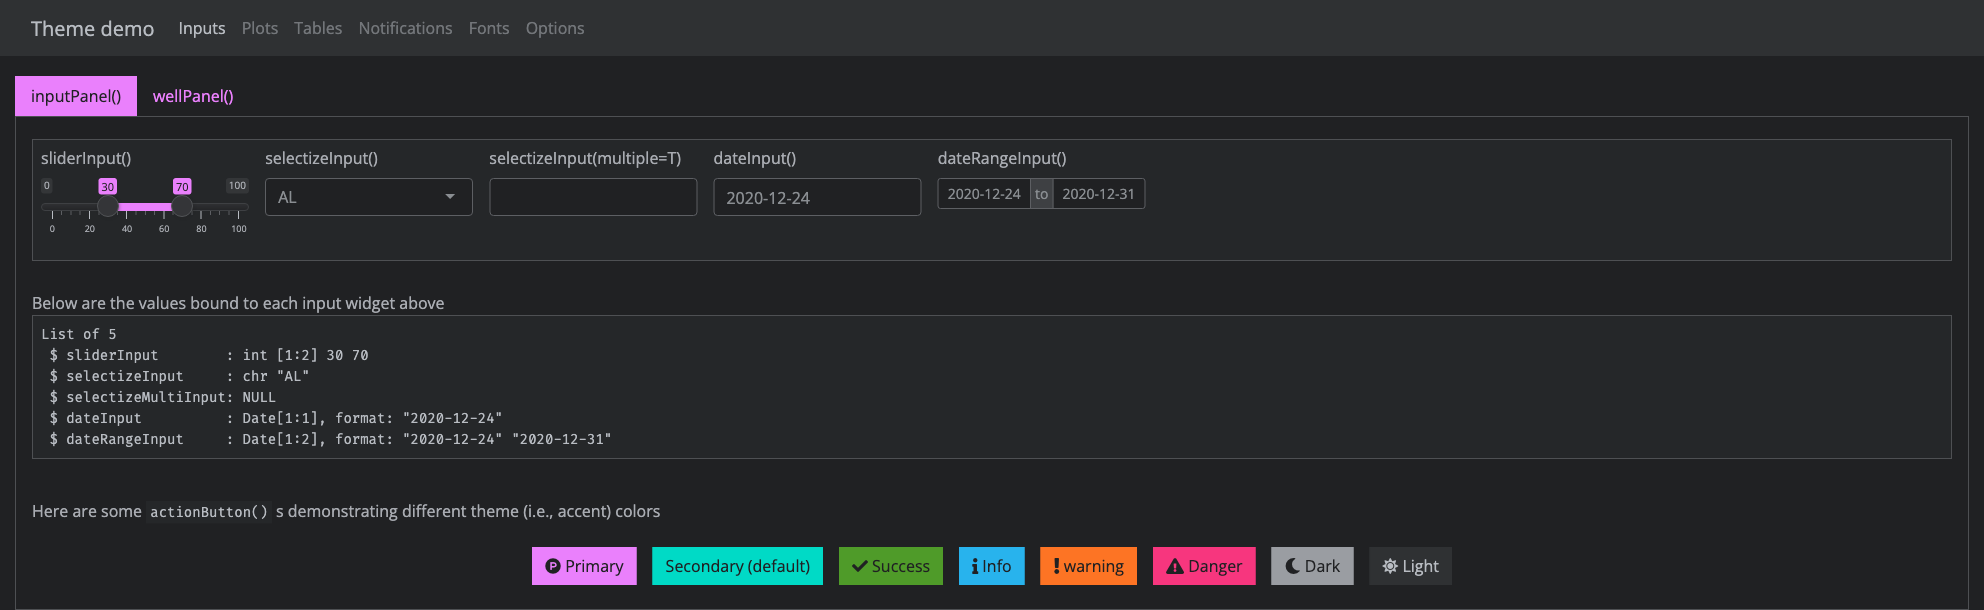 Theme demo Inputs Plots Tables Notifications Fonts Options
inputPanel() wellPanel()
sliderInput() selectizeInput() selectizeInput(multiple=T) dateInput() dateRangeInput()
0 30 70 100
AL 2020-12-24 2020-12-24 to 2020-12-31
0 20 40 60 80 100
Below are the values bound to each input widget above
List of 5
 $ sliderInput        : int [1:2] 30 70
 $ selectizeInput     : chr "AL"
 $ selectizeMultiInput: NULL
 $ dateInput          : Date[1:1], format: "2020-12-24"
 $ dateRangeInput     : Date[1:2], format: "2020-12-24" "2020-12-31"
Here are some actionButton() s demonstrating different theme (i.e., accent) colors
Primary Secondary (default) Success Info warning Danger Dark Light